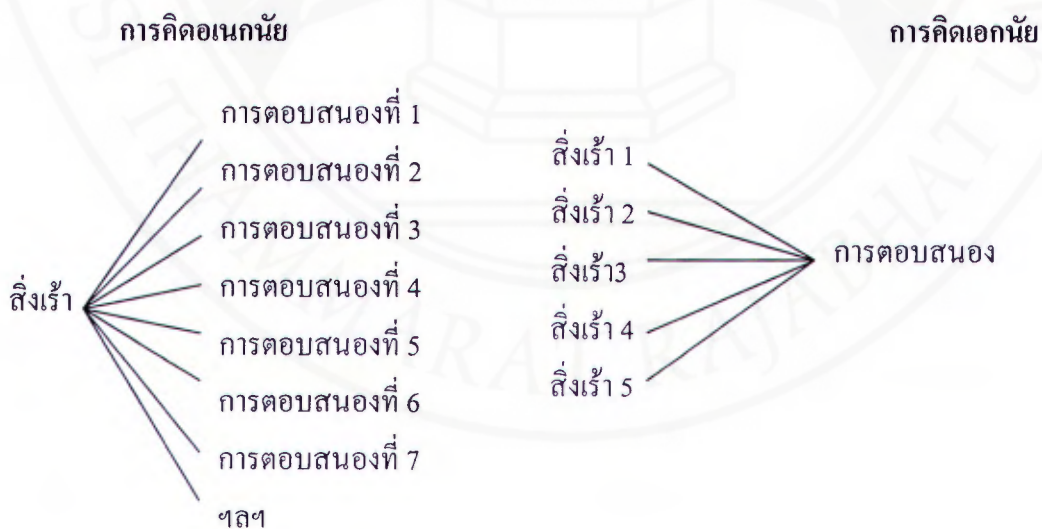 การคิดอเนกนัย
การคิดเอกนัย
การตอบสนองที่ 1
การตอบสนองที่ 2
การตอบสนองที่ 3
การตอบสนองที่ 4
การตอบสนองที่ 5
การตอบสนองที่ 6
การตอบสนองที่ 7
ฯลฯ
สิ่งเร้า
สิ่งเร้า 1
สิ่งเร้า 2
สิ่งเร้า3
สิ่งเร้า 4
สิ่งเร้า 5
การตอบสนอง